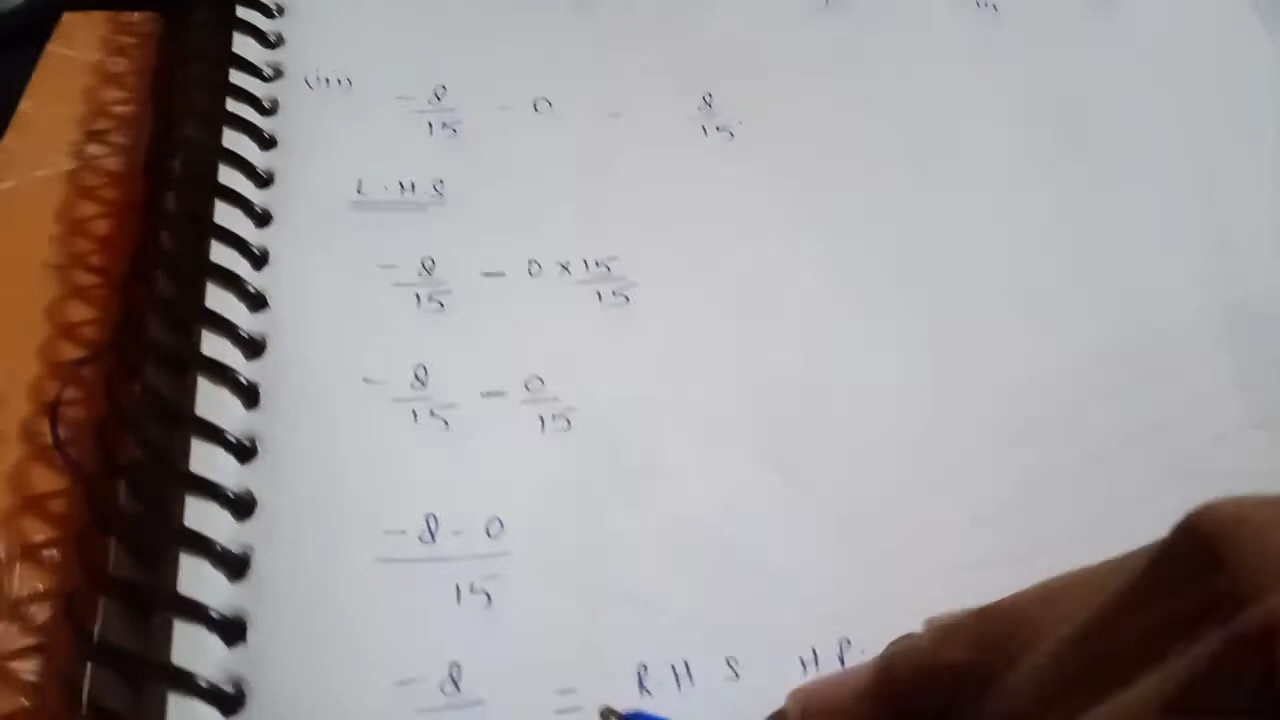 (iii) -8/15 - 0 - 8/15
L.H.S
-8/15 - 0 × 15/15
-8/15 - 0/15
-8-0/15
-8 = R H S H P.